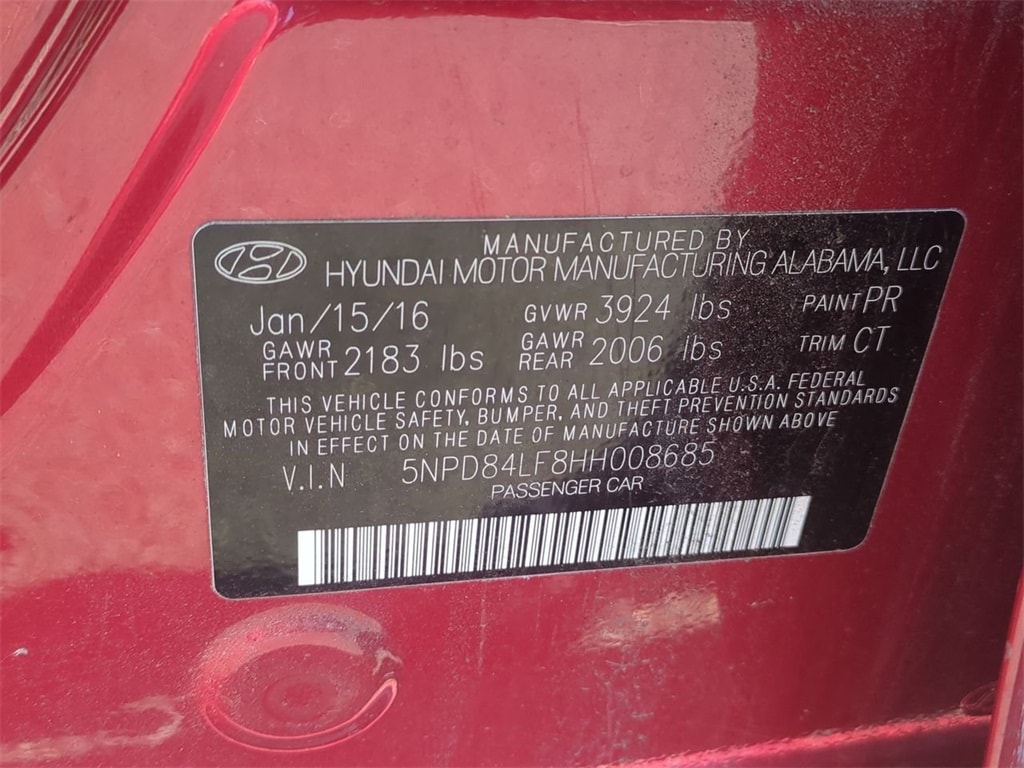 MANUFACTURED BY
HYUNDAI MOTOR MANUFACTURING ALABAMA, LLC
Jan/15/16 GVWR 3924 lbs PAINT PR
GAWR FRONT 2183 lbs GAWR REAR 2006 lbs TRIM CT
THIS VEHICLE CONFORMS TO ALL APPLICABLE U.S.A. FEDERAL
MOTOR VEHICLE SAFETY, BUMPER, AND THEFT PREVENTION STANDARDS
IN EFFECT ON THE DATE OF MANUFACTURE SHOWN ABOVE
V.I.N 5NPD84LF8HH008685
PASSENGER CAR